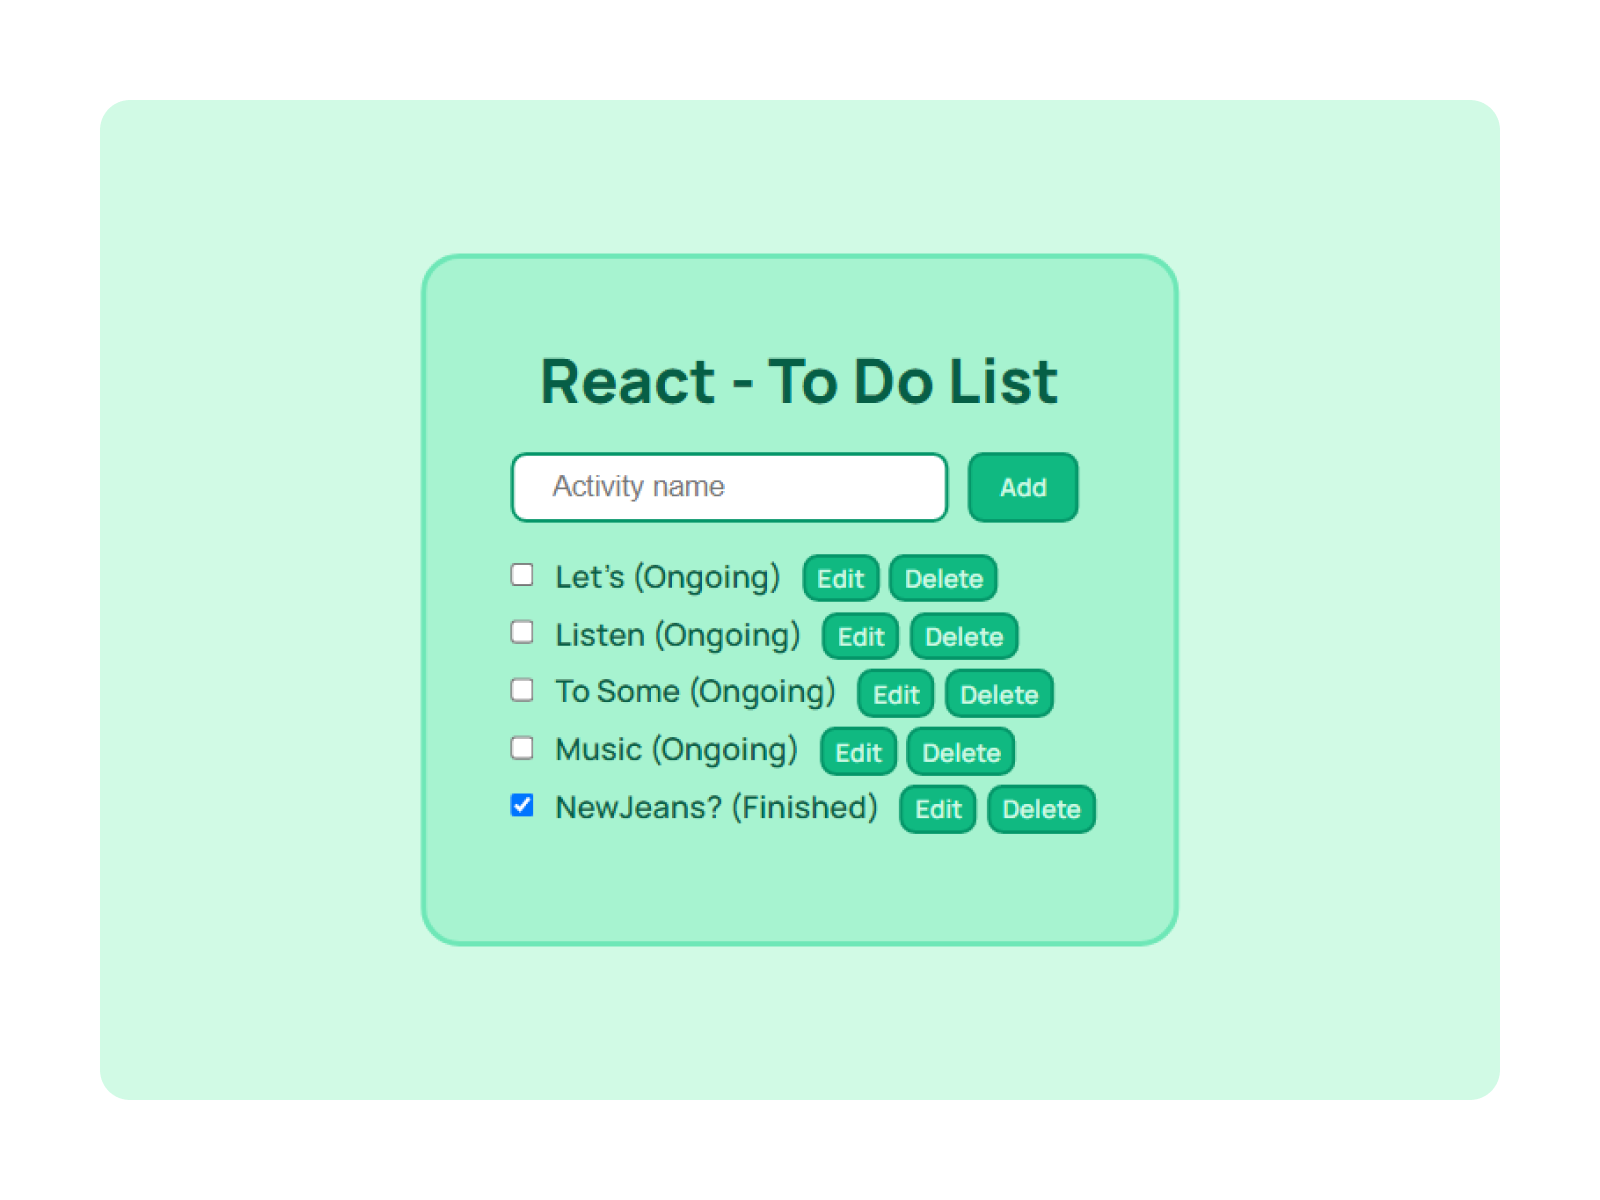 React - To Do List
Activity name Add
Let's (Ongoing) Edit Delete
Listen (Ongoing) Edit Delete
To Some (Ongoing) Edit Delete
Music (Ongoing) Edit Delete
NewJeans? (Finished) Edit Delete